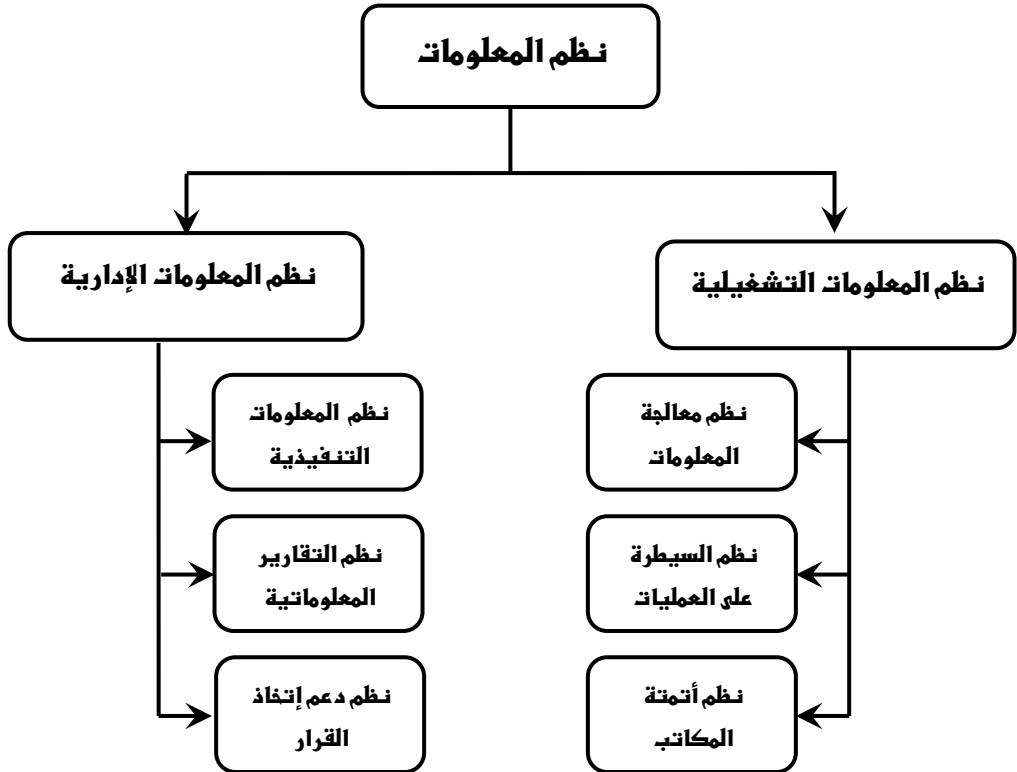 نظم المعلومات
نظم المعلومات التشغيلية
نظم المعلومات الإدارية
نظم معالجة
المعلومات
نظم السيطرة
على العمليات
نظم أتمتة
المكاتب
نظم المعلومات
التنفيذية
نظم التقارير
المعلوماتية
نظم دعم إتخاذ
القرار